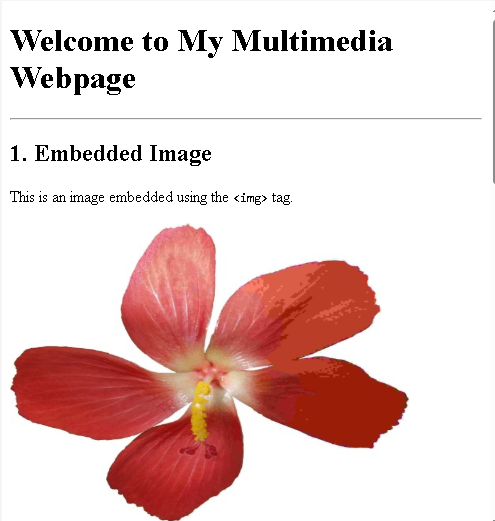 Welcome to My Multimedia
Webpage
1. Embedded Image
This is an image embedded using the <img> tag.